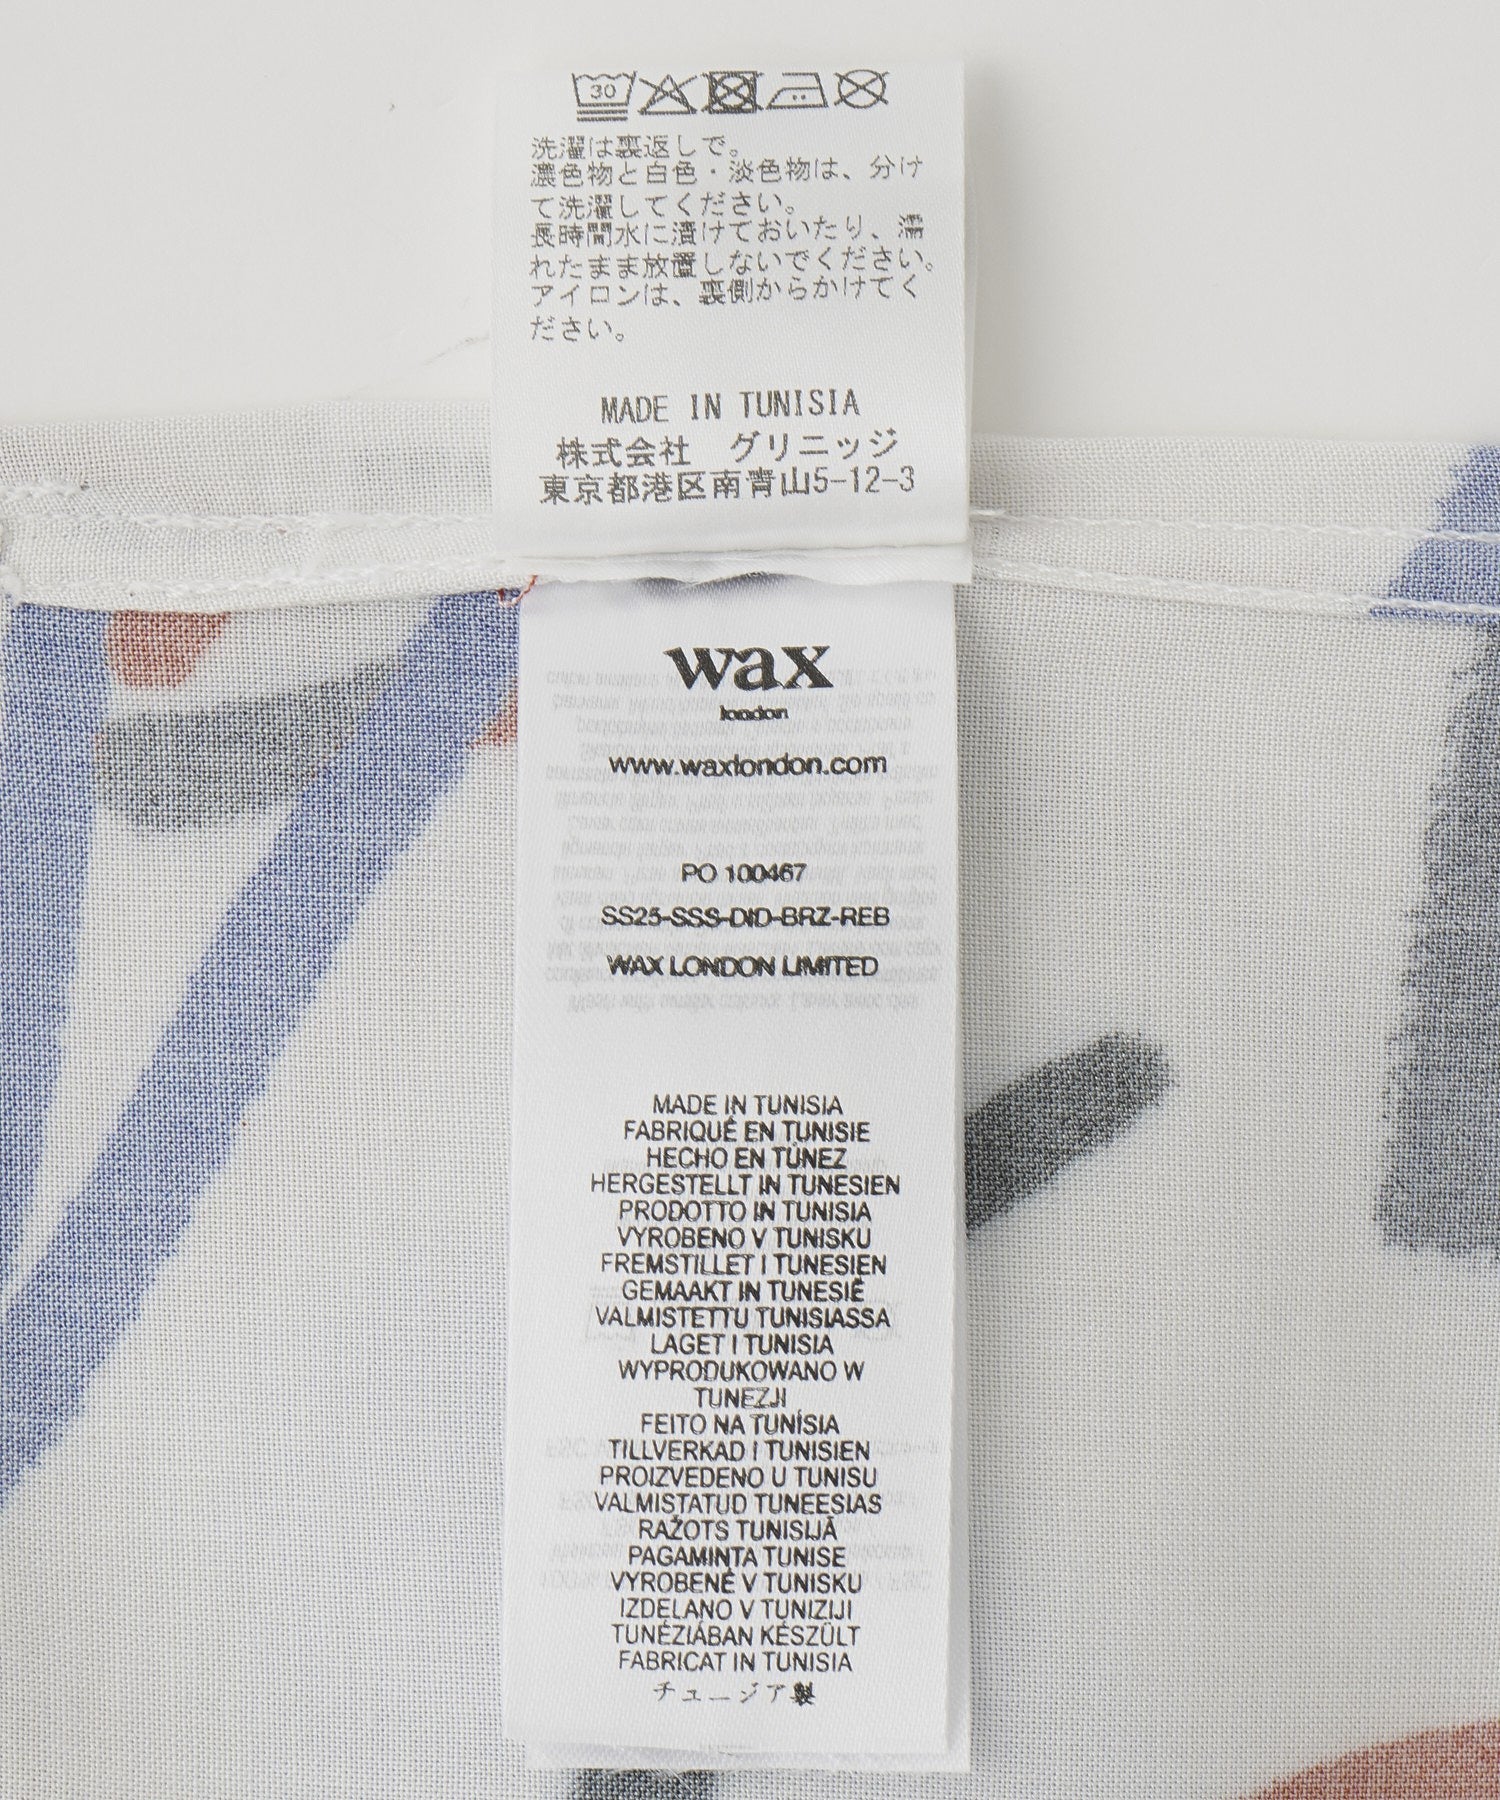 30
洗濯は裏返しで。
濃色物と白色・淡色物は、分け
て洗濯してください。
長時間水に漬けておいたり、濡
れたまま放置しないでください。
アイロンは、裏側からかけてく
ださい。
MADE IN TUNISIA
株式会社 グリニッジ
東京都港区南青山5-12-3
wax
london
www.waxlondon.com
PO 100467
SS25-SSS-DID-BRZ-REB
WAX LONDON LIMITED
MADE IN TUNISIA
FABRIQUÉ EN TUNISIE
HECHO EN TÚNEZ
HERGESTELLT IN TUNESIEN
PRODOTTO IN TUNISIA
VYROBENO V TUNISKU
FREMSTILLET I TUNESIEN
GEMAAKT IN TUNESIË
VALMISTETTU TUNISIASSA
LAGET I TUNISIA
WYPRODUKOWANO W
TUNEZJI
FEITO NA TUNÍSIA
TILLVERKAD I TUNISIEN
PROIZVEDENO U TUNISU
VALMISTATUD TUNEESIAS
RAŽOTS TUNISIJĀ
PAGAMINTA TUNISE
VYROBENÉ V TUNISKU
IZDELANO V TUNIZIJI
TUNÉZIÁBAN KÉSZÜLT
FABRICAT IN TUNISIA
チュニジア製